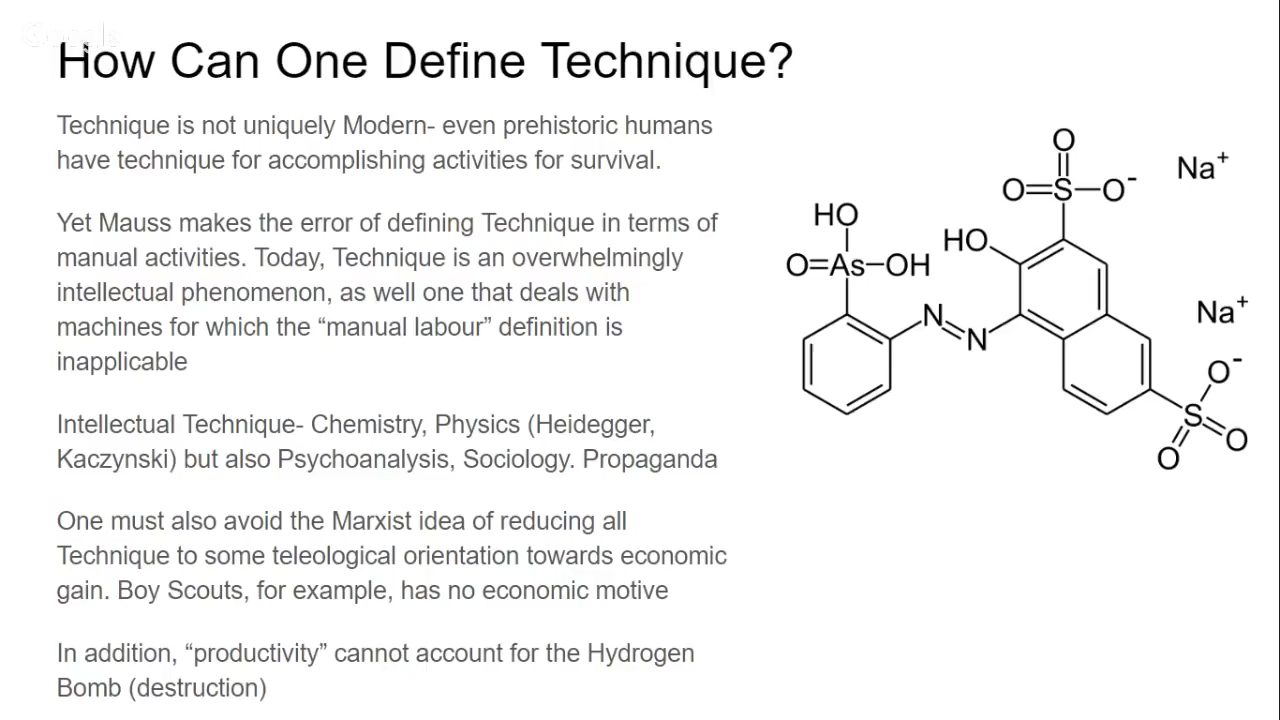 How Can One Define Technique?
Technique is not uniquely Modern- even prehistoric humans
have technique for accomplishing activities for survival.
Yet Mauss makes the error of defining Technique in terms of
manual activities. Today, Technique is an overwhelmingly
intellectual phenomenon, as well one that deals with
machines for which the “manual labour” definition is
inapplicable
Intellectual Technique- Chemistry, Physics (Heidegger,
Kaczynski) but also Psychoanalysis, Sociology. Propaganda
One must also avoid the Marxist idea of reducing all
Technique to some teleological orientation towards economic
gain. Boy Scouts, for example, has no economic motive
In addition, “productivity” cannot account for the Hydrogen
Bomb (destruction)
O
O=S–O⁻ Na⁺
HO
HO
O=As–OH
N
N
Na⁺
O⁻
S
O
O